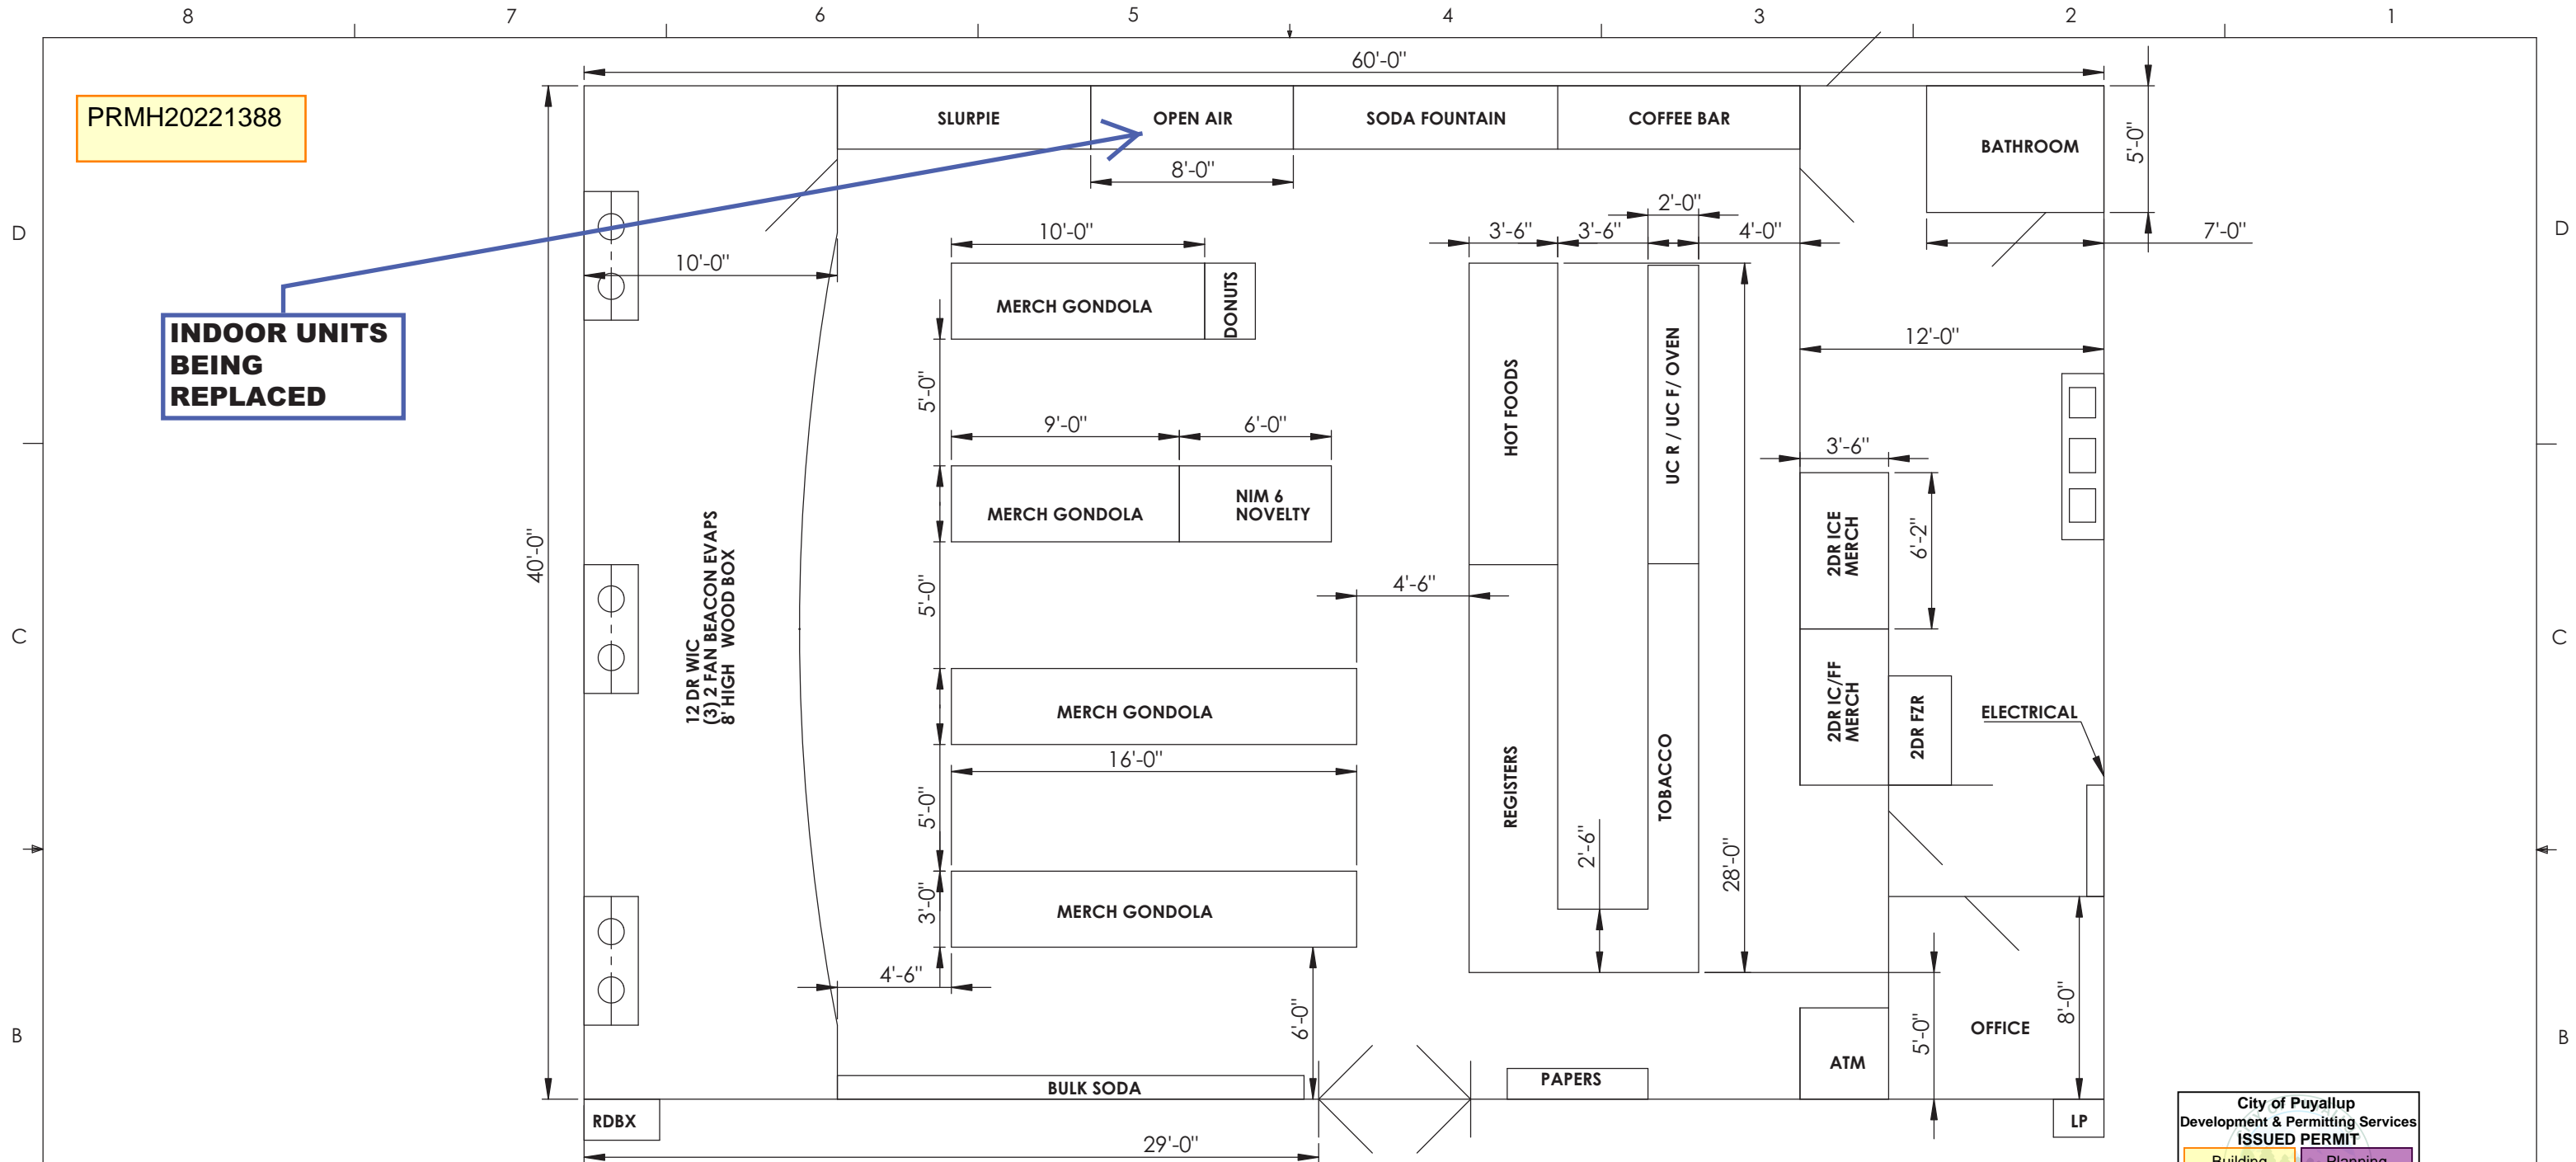 8 7 6 5 4 3 2 1
60'-0"
PRMH20221388
SLURPIE
OPEN AIR
SODA FOUNTAIN
COFFEE BAR
BATHROOM
5'-0"
8'-0"
2'-0"
D
D
10'-0"
3'-6"
3'-6"
4'-0"
7'-0"
10'-0"
MERCH GONDOLA
DONUTS
INDOOR UNITS
BEING
REPLACED
12'-0"
5'-0"
HOT FOODS
UC R / UC F/ OVEN
9'-0"
6'-0"
3'-6"
MERCH GONDOLA
NIM 6
NOVELTY
40'-0"
12 DR WIC
(3) 2 FAN BEACON EVAPS
8' HIGH WOOD BOX
2DR ICE
MERCH
6'-2"
5'-0"
4'-6"
C
C
MERCH GONDOLA
2DR IC/FF
MERCH
2DR FZR
ELECTRICAL
16'-0"
REGISTERS
TOBACCO
5'-0"
2'-6"
28'-0"
3'-0"
MERCH GONDOLA
4'-6"
6'-0"
5'-0"
8'-0"
OFFICE
B
B
ATM
BULK SODA
PAPERS
RDBX
LP
29'-0"
City of Puyallup
Development & Permitting Services
ISSUED PERMIT
Building
Planning